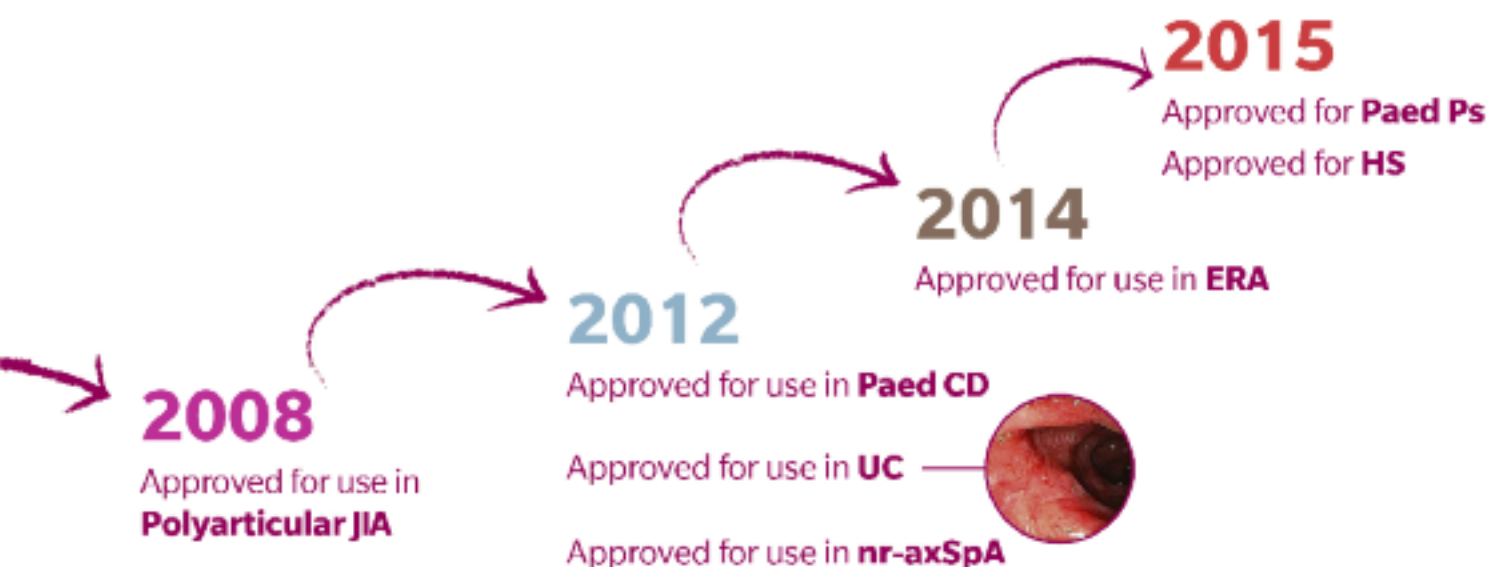 2008
Approved for use in
Polyarticular JIA
2012
Approved for use in Paed CD
Approved for use in UC
Approved for use in nr-axSpA
2014
Approved for use in ERA
2015
Approved for Paed Ps
Approved for HS